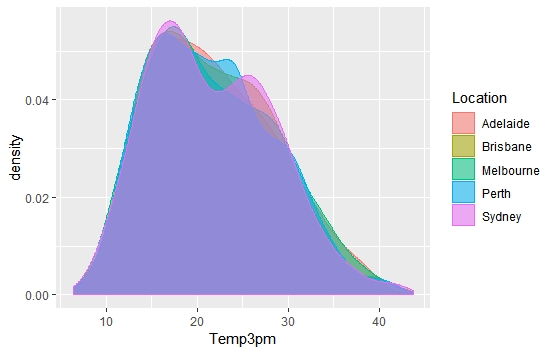 density
0.04
0.02
0.00
10 20 30 40
Temp3pm
Location
Adelaide
Brisbane
Melbourne
Perth
Sydney